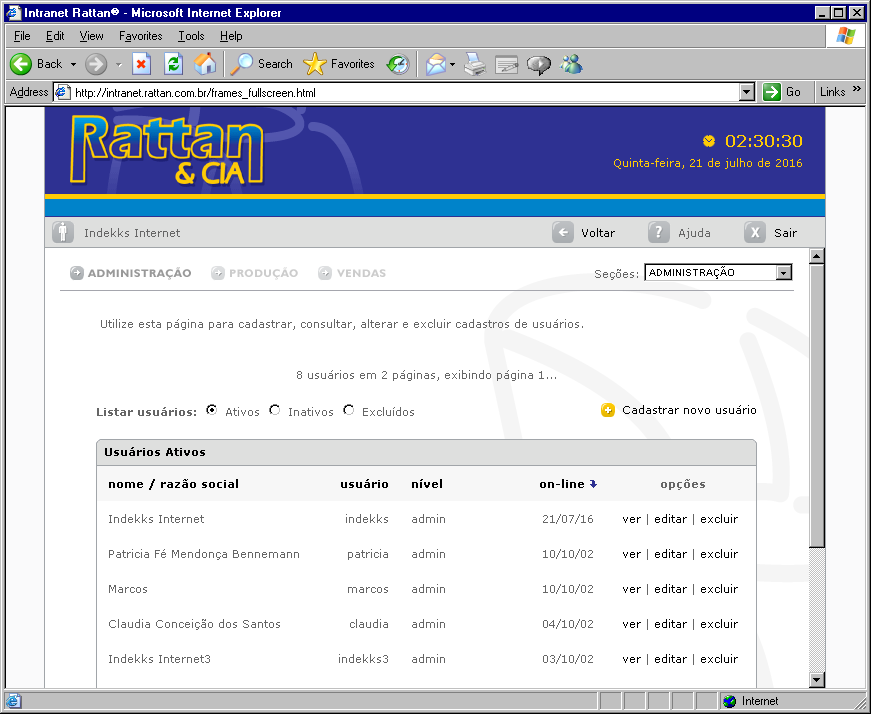 Intranet Rattan® - Microsoft Internet Explorer
File Edit View Favorites Tools Help
Back Search Favorites
Address http://intranet.rattan.com.br/frames_fullscreen.html Go Links »
Rattan
& CIA
02:30:30
Quinta-feira, 21 de julho de 2016
Indekks Internet Voltar ? Ajuda X Sair
ADMINISTRAÇÃO PRODUÇÃO VENDAS Seções: ADMINISTRAÇÃO
Utilize esta página para cadastrar, consultar, alterar e excluir cadastros de usuários.
8 usuários em 2 páginas, exibindo página 1...
Listar usuários: Ativos Inativos Excluídos Cadastrar novo usuário
Usuários Ativos
nome / razão social usuário nível on-line opções
Indekks Internet indekks admin 21/07/16 ver | editar | excluir
Patricia Fé Mendonça Bennemann patricia admin 10/10/02 ver | editar | excluir
Marcos marcos admin 10/10/02 ver | editar | excluir
Claudia Conceição dos Santos claudia admin 04/10/02 ver | editar | excluir
Indekks Internet3 indekks3 admin 03/10/02 ver | editar | excluir
Internet